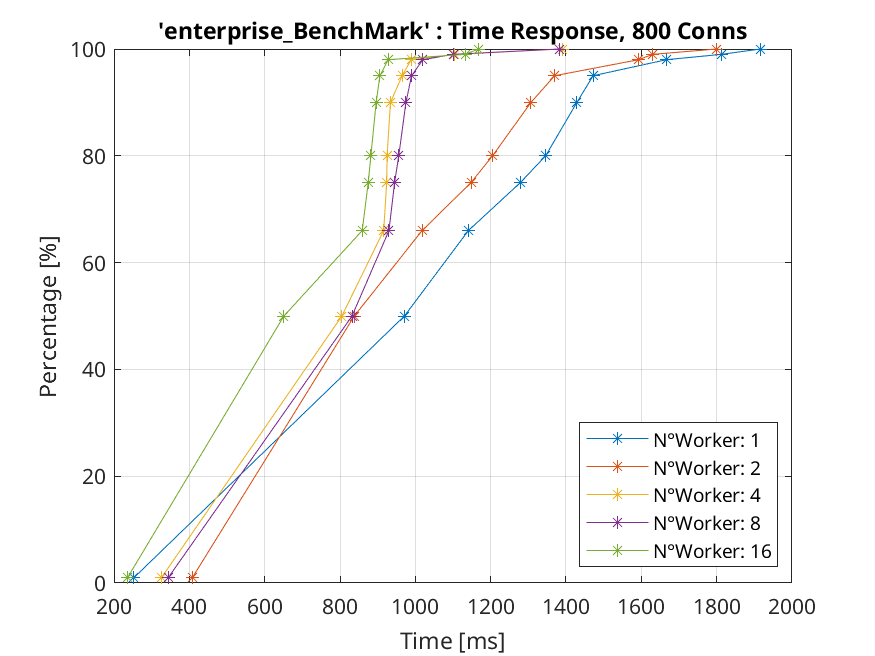 'enterprise_BenchMark' : Time Response, 800 Conns
100
80
60
40
20
0
Percentage [%]
200 400 600 800 1000 1200 1400 1600 1800 2000
Time [ms]
N°Worker: 1
N°Worker: 2
N°Worker: 4
N°Worker: 8
N°Worker: 16